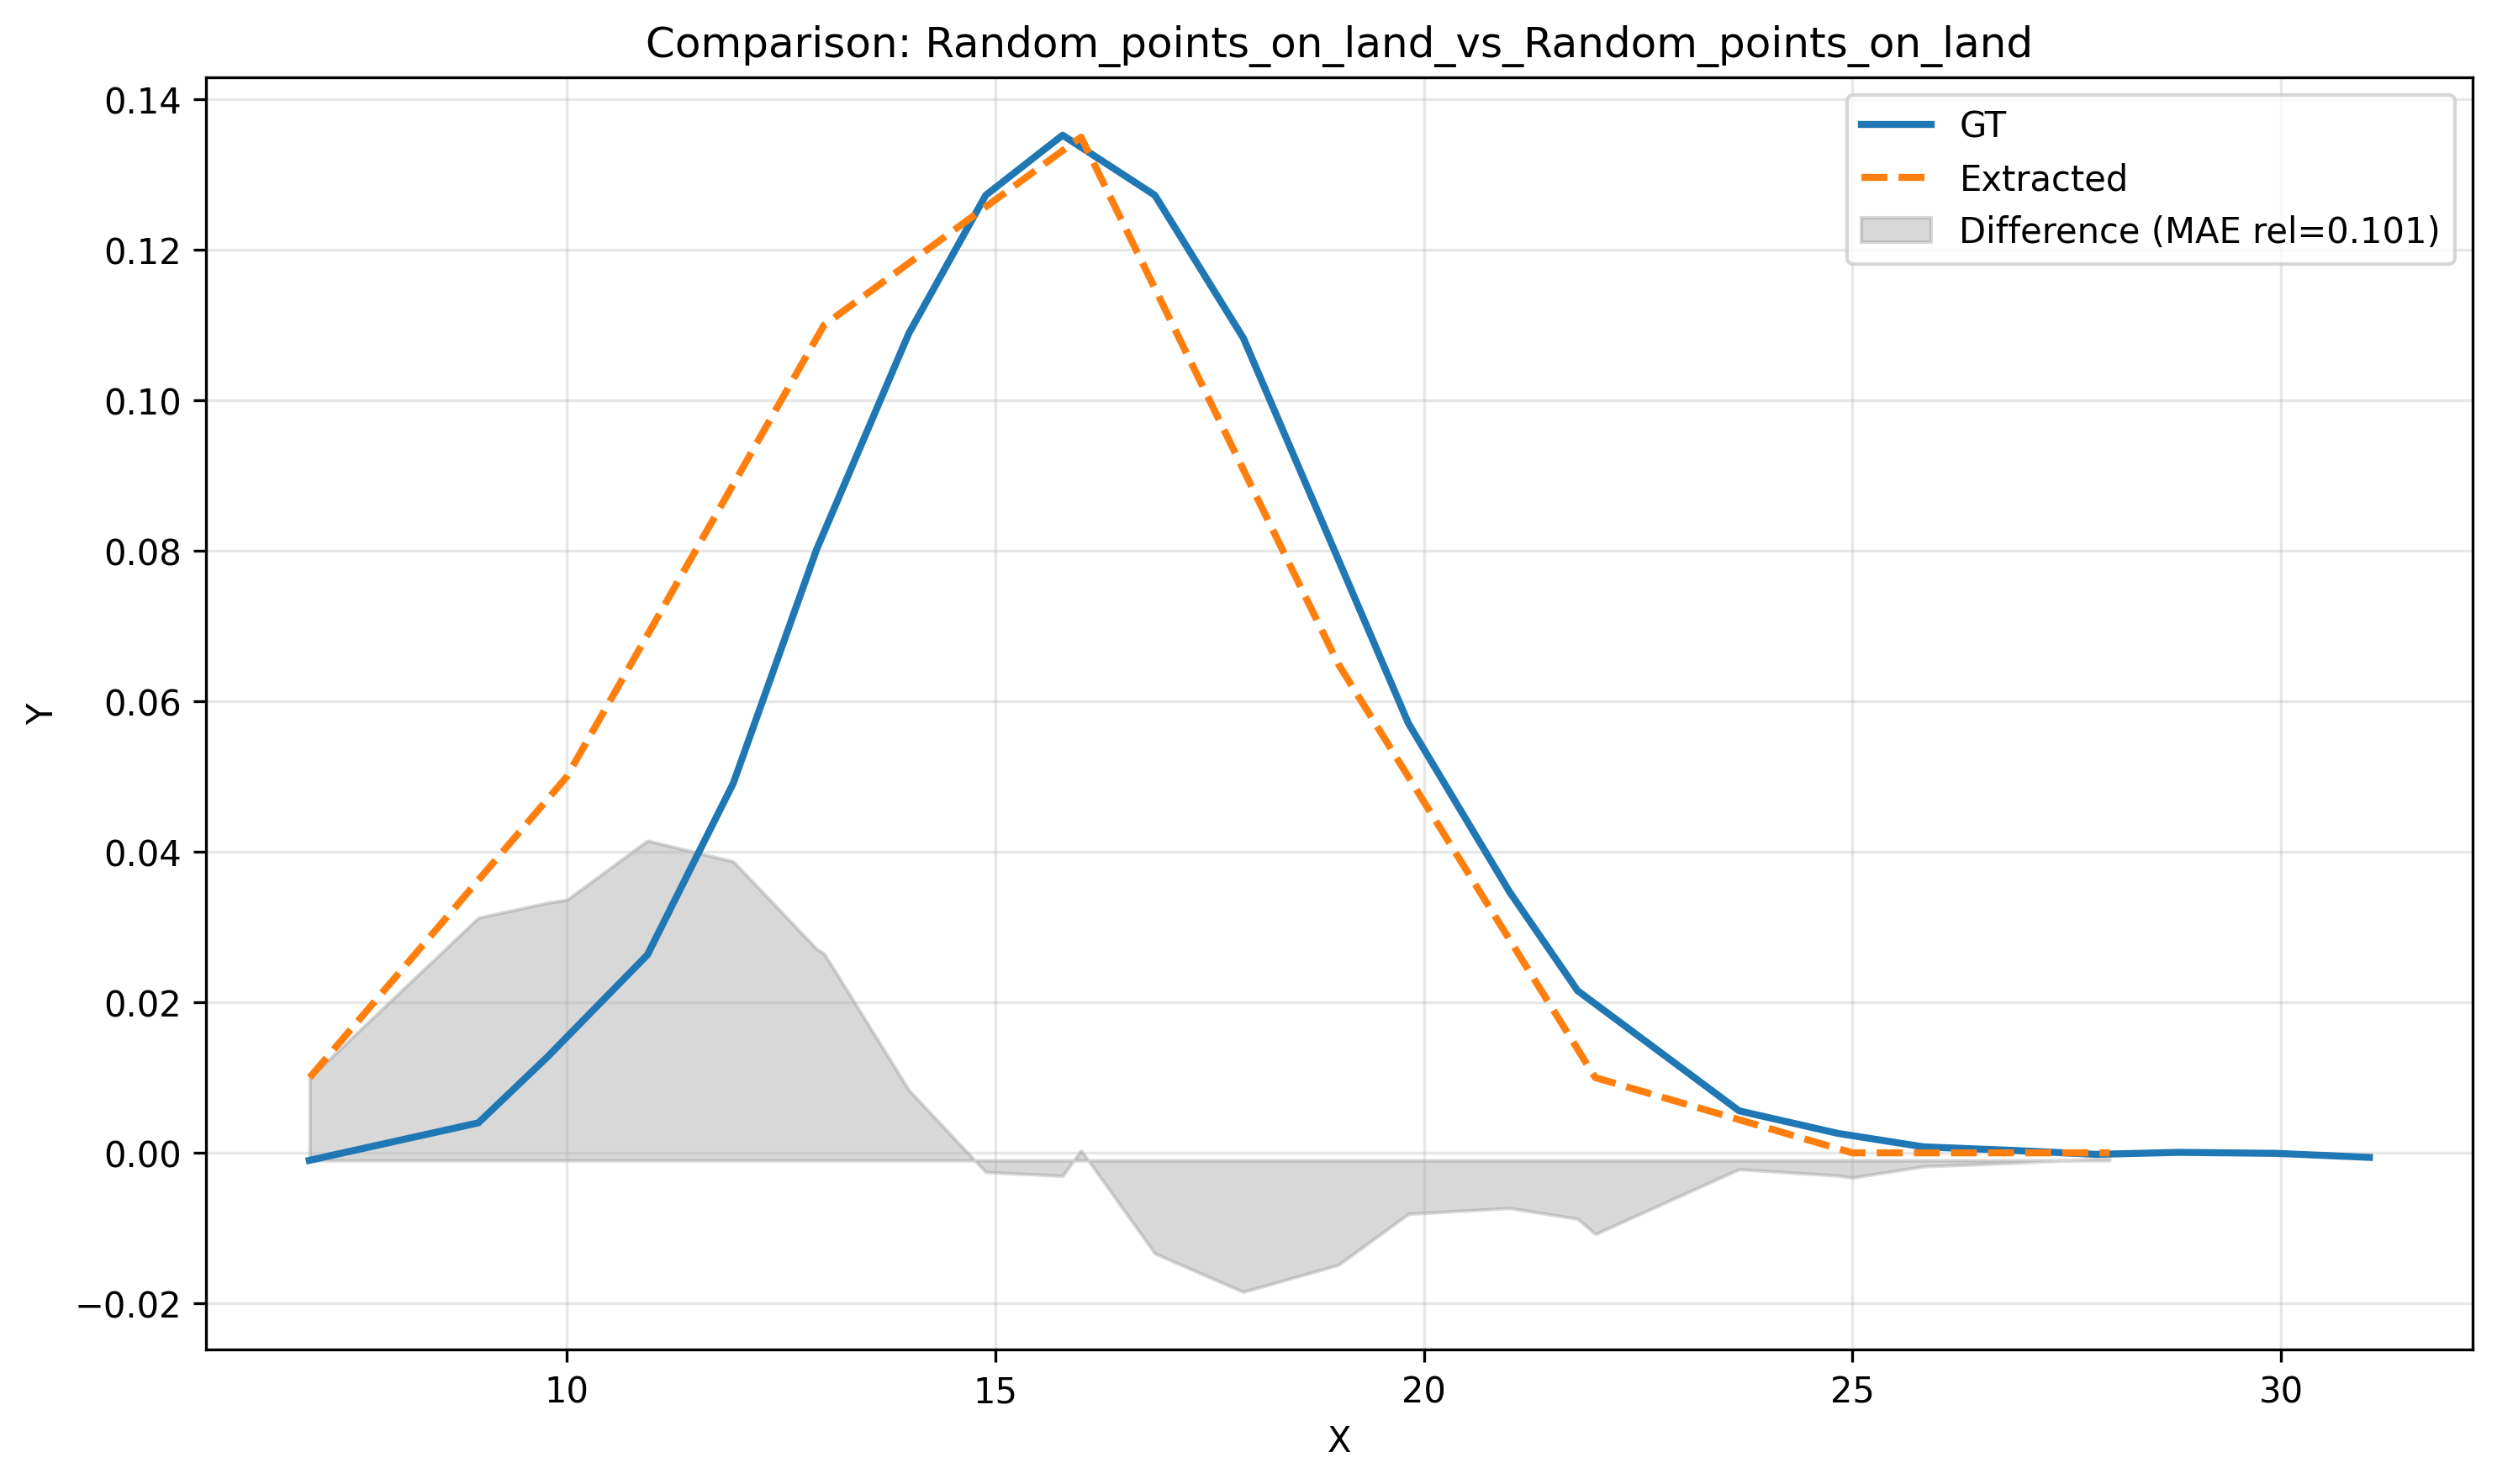 Comparison: Random_points_on_land_vs_Random_points_on_land
GT
Extracted
Difference (MAE rel=0.101)
0.14
0.12
0.10
0.08
0.06
0.04
0.02
0.00
−0.02
Y
10
15
20
25
30
X